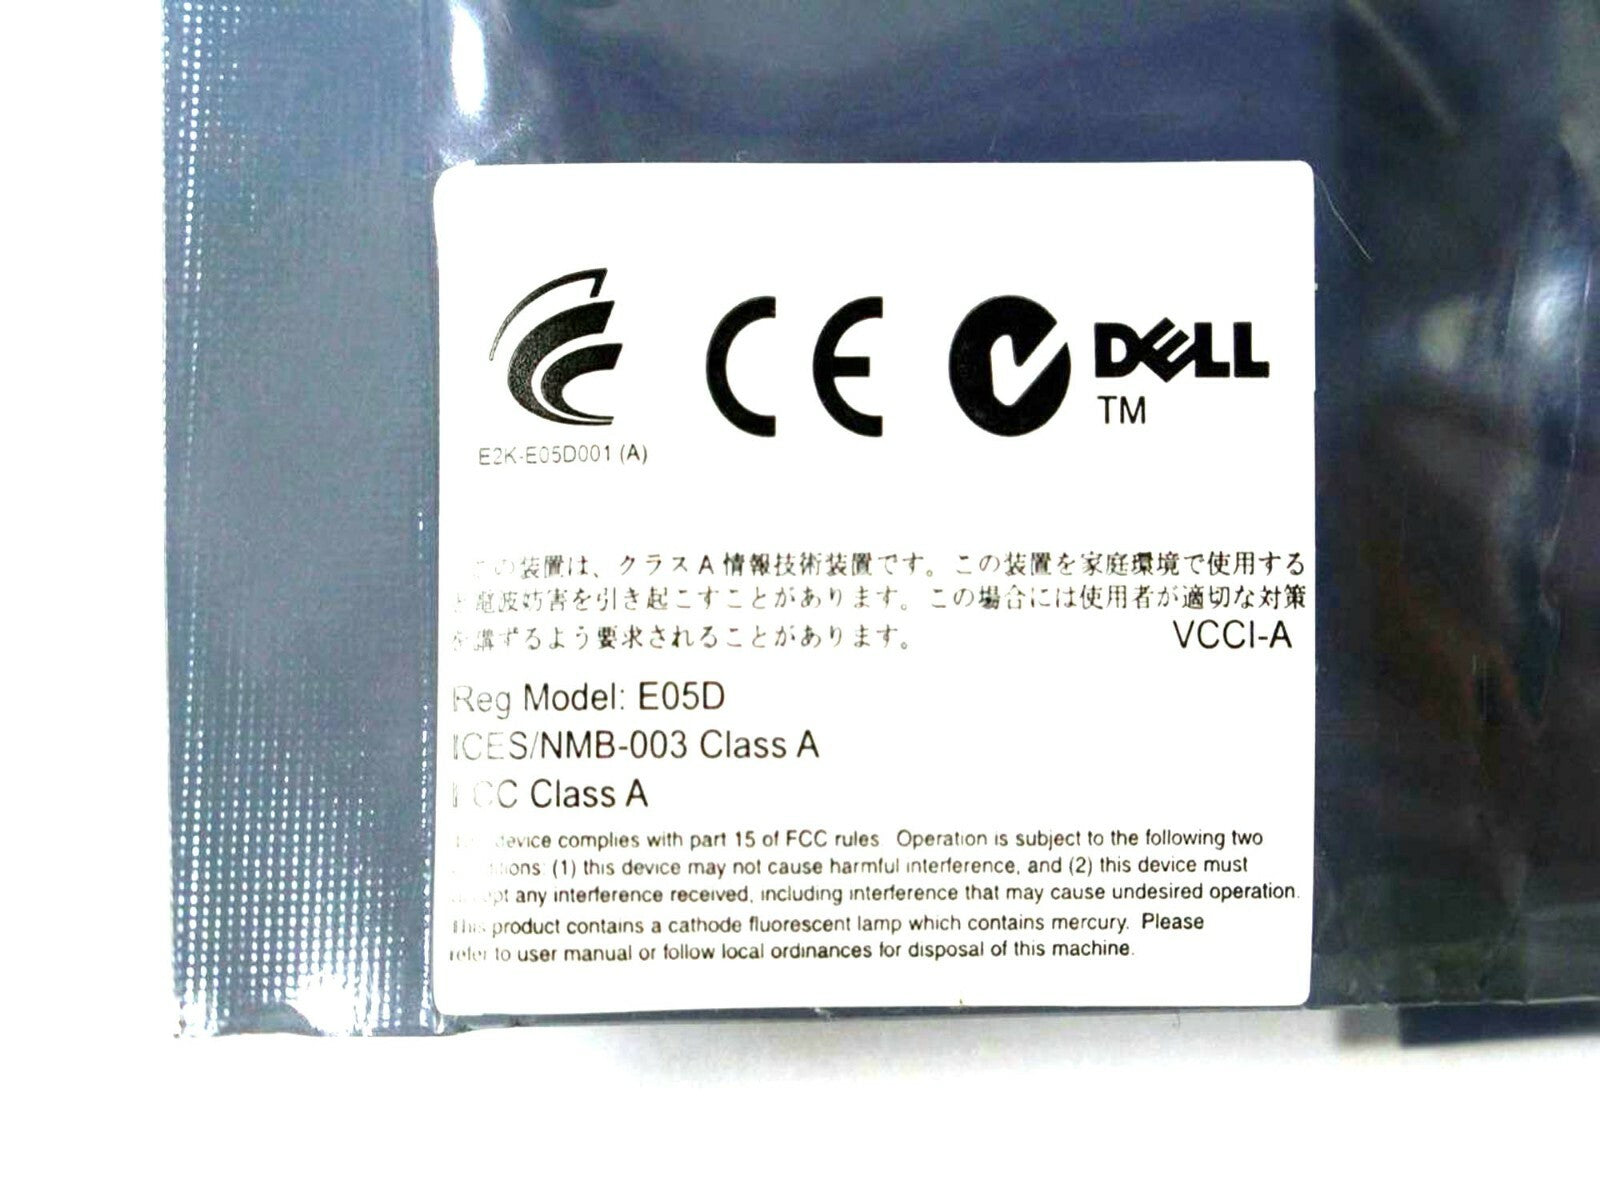 CE DELL
TM
E2K-E05D001 (A)
の装置は、クラスA情報技術装置です。この装置を家庭環境で使用する
と電波妨害を引き起こすことがあります。この場合には使用者が適切な対策
を講ずるよう要求されることがあります。
VCCI-A
Reg Model: E05D
ICES/NMB-003 Class A
FCC Class A
This device complies with part 15 of FCC rules. Operation is subject to the following two
conditions: (1) this device may not cause harmful interference, and (2) this device must
accept any interference received, including interference that may cause undesired operation.
This product contains a cathode fluorescent lamp which contains mercury. Please
refer to user manual or follow local ordinances for disposal of this machine.